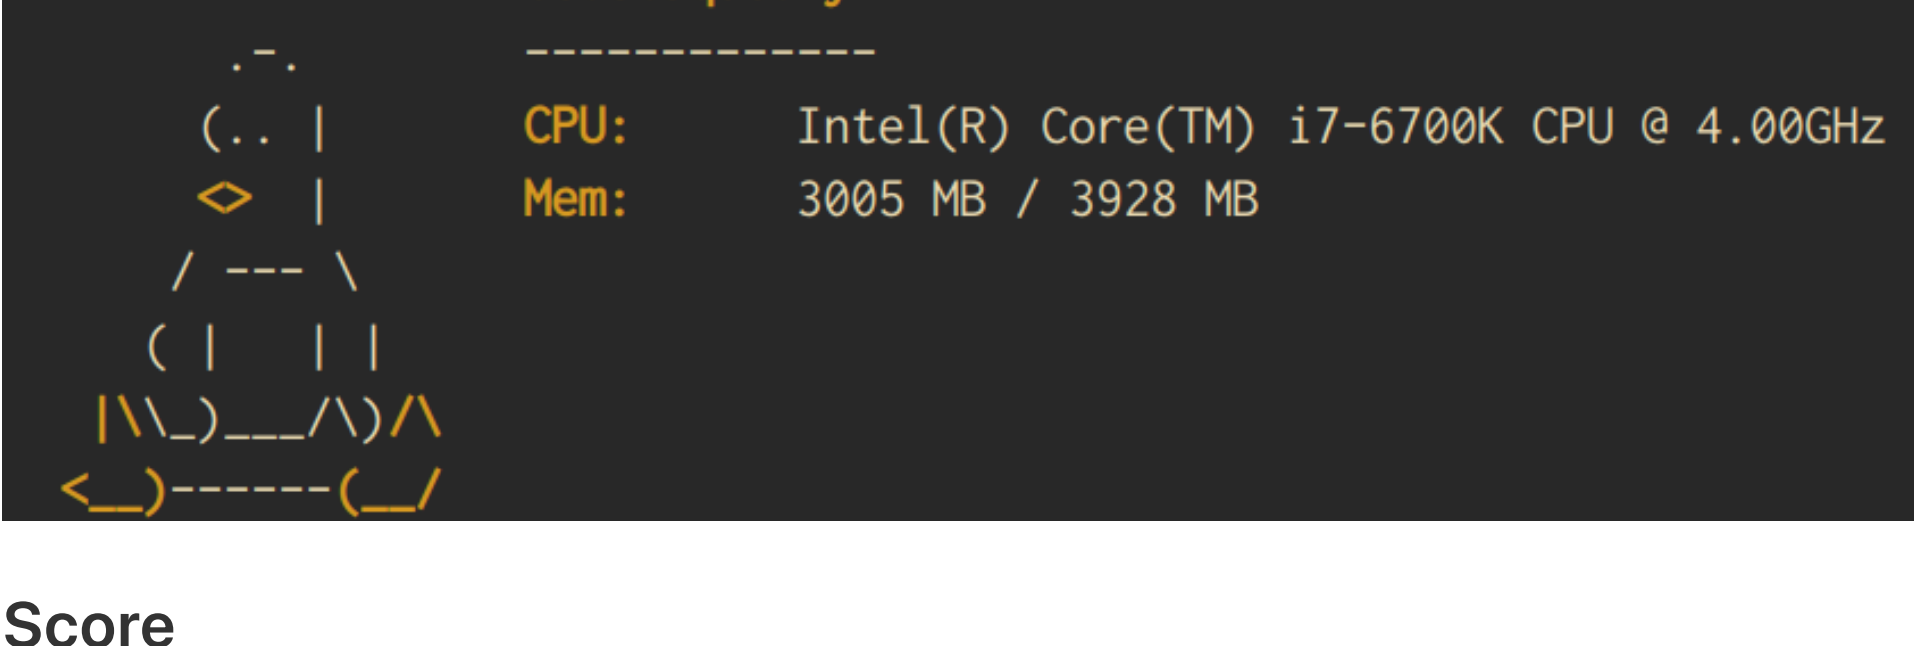 -------------
CPU: Intel(R) Core(TM) i7-6700K CPU @ 4.00GHz
Mem: 3005 MB / 3928 MB
Score